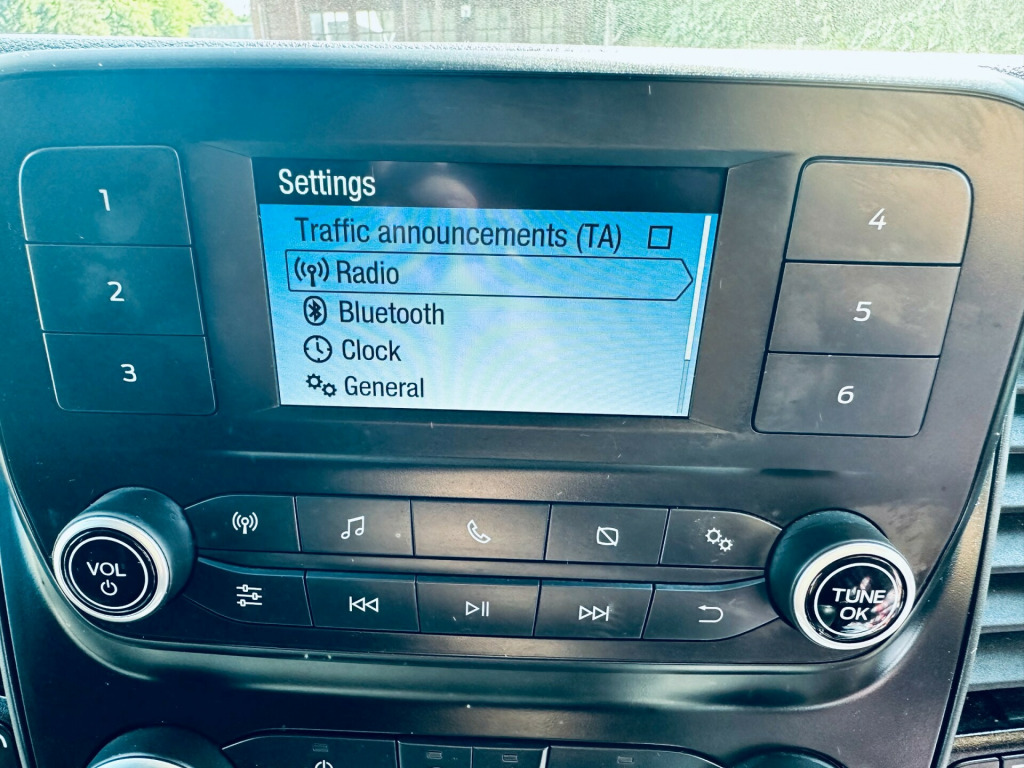 Settings
Traffic announcements (TA)
Radio
Bluetooth
Clock
General
1
2
3
4
5
6
VOL
TUNE
OK